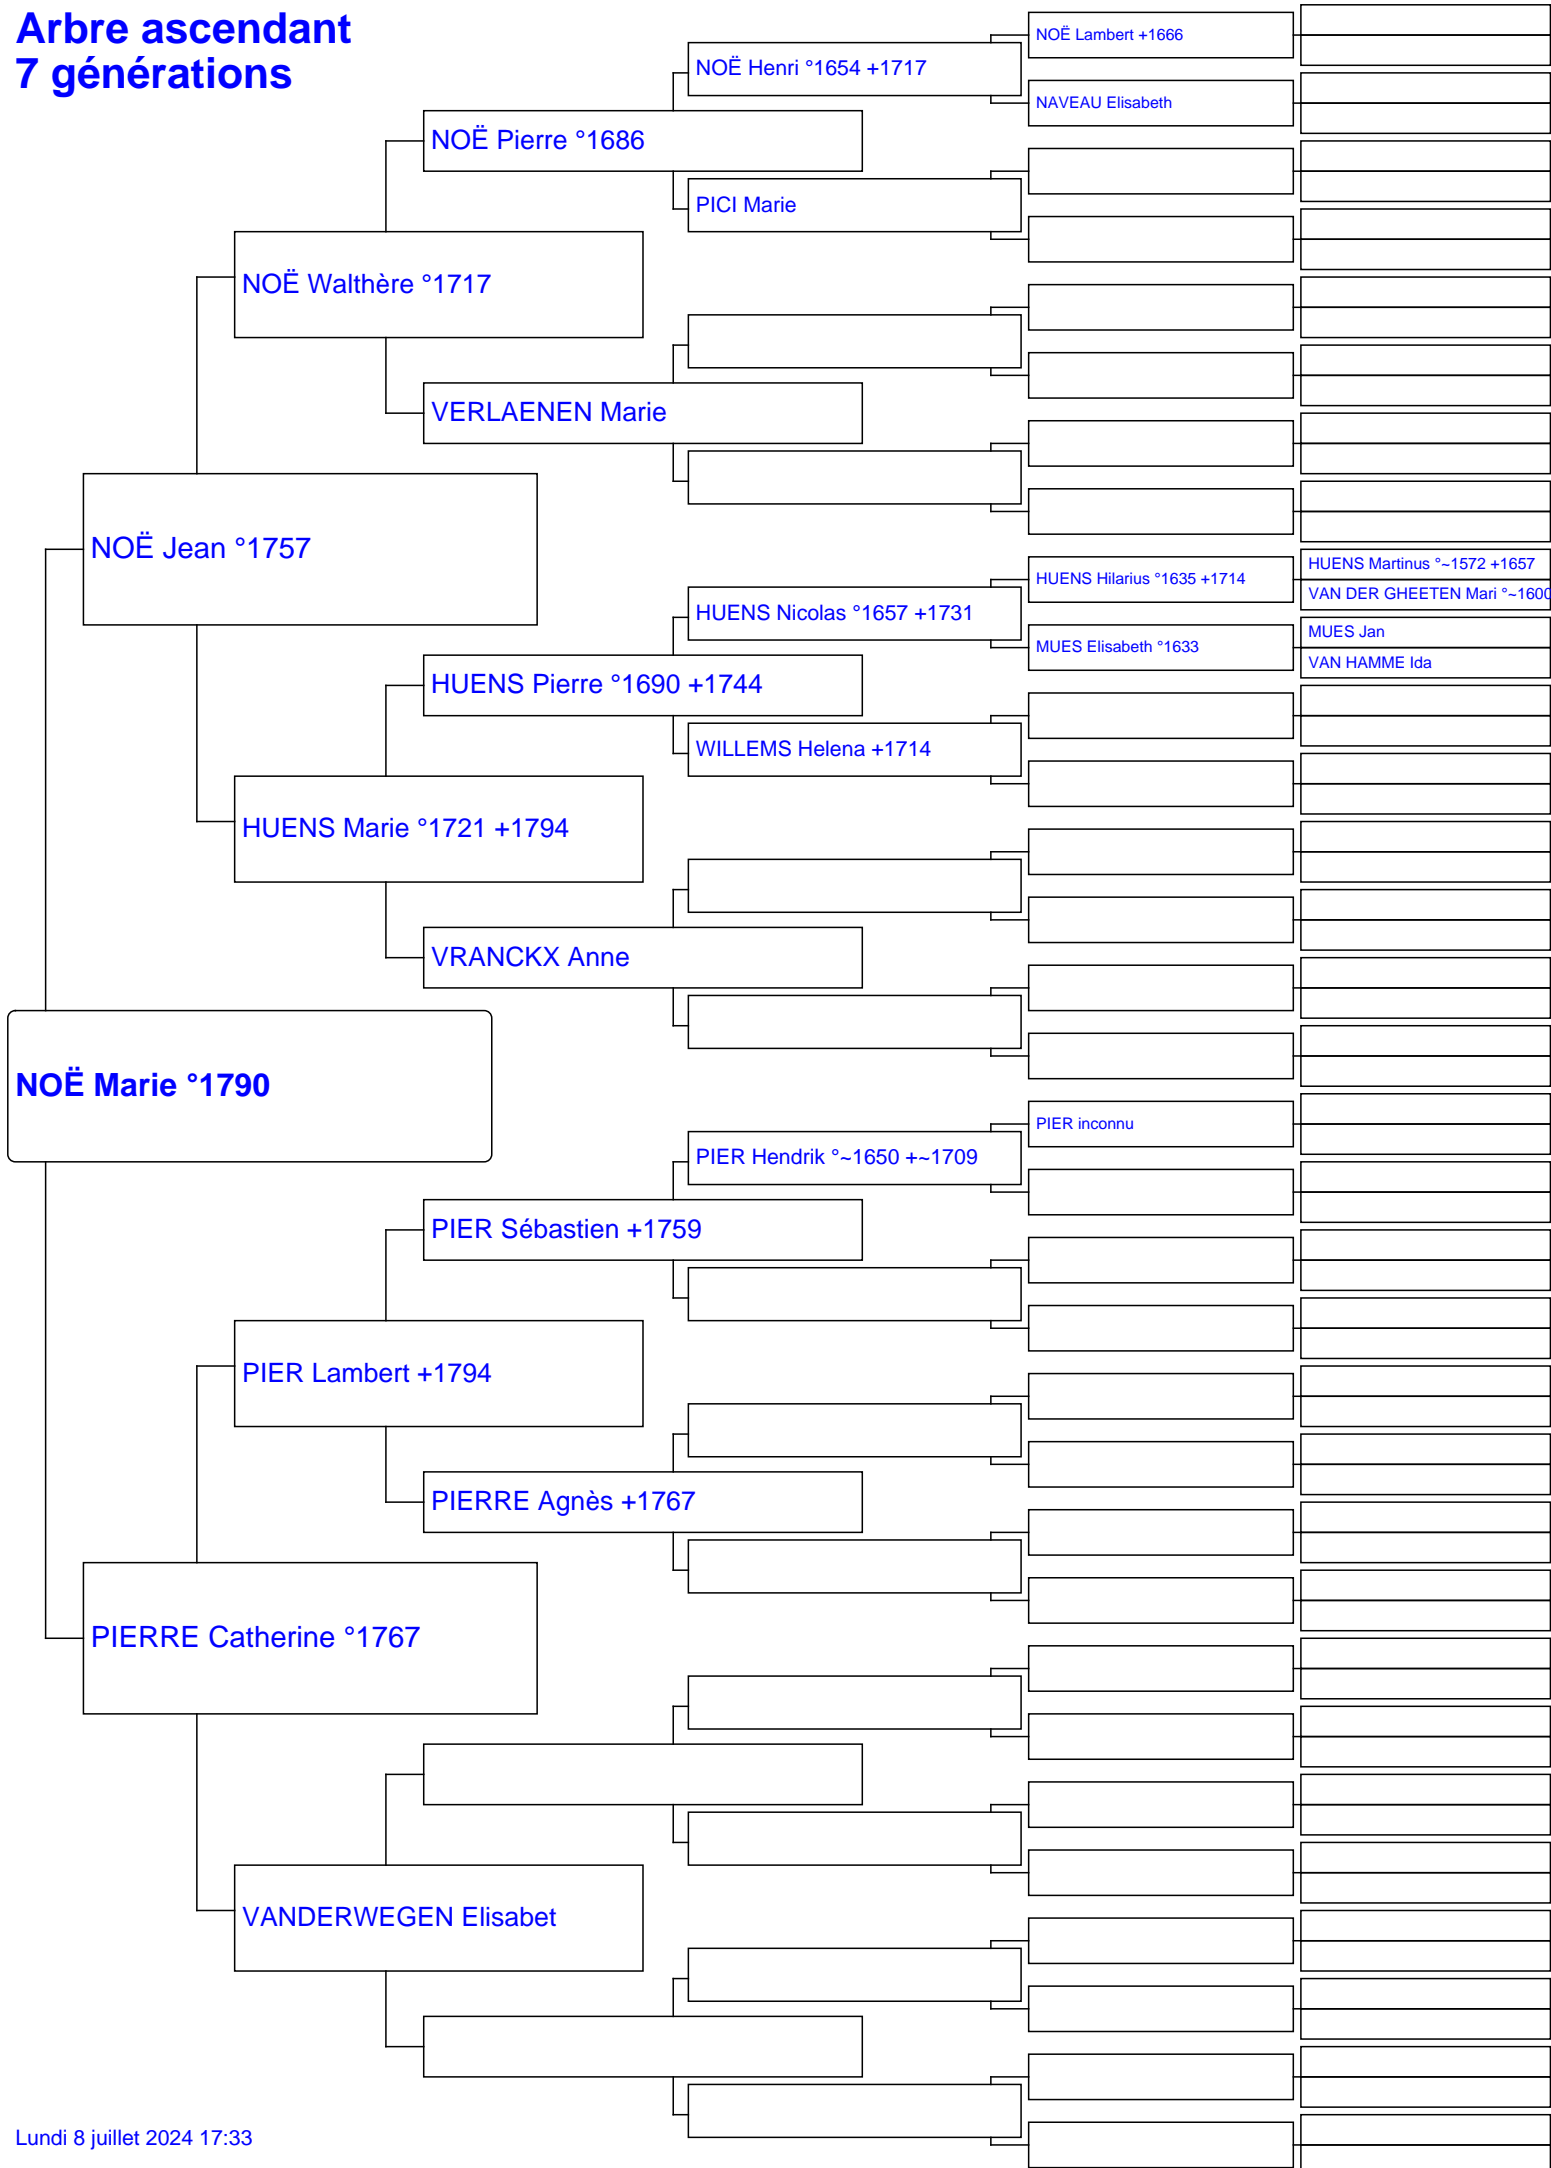 Arbre ascendant
7 générations
NOË Lambert +1666
NOË Henri °1654 +1717
NAVEAU Elisabeth
NOË Pierre °1686
PICI Marie
NOË Walthère °1717
VERLAENEN Marie
NOË Jean °1757
HUENS Martinus °~1572 +1657
HUENS Hilarius °1635 +1714
VAN DER GHEETEN Mari °~1600
HUENS Nicolas °1657 +1731
MUES Jan
MUES Elisabeth °1633
VAN HAMME Ida
HUENS Pierre °1690 +1744
WILLEMS Helena +1714
HUENS Marie °1721 +1794
VRANCKX Anne
NOË Marie °1790
PIER inconnu
PIER Hendrik °~1650 +~1709
PIER Sébastien +1759
PIER Lambert +1794
PIERRE Agnès +1767
PIERRE Catherine °1767
VANDERWEGEN Elisabet
Lundi 8 juillet 2024 17:33